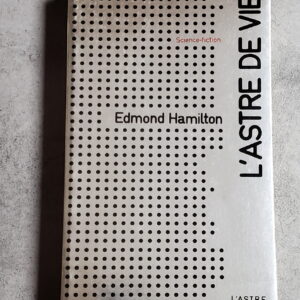 Science-fiction
Edmond Hamilton
L'ASTRE DE VIE
L'ASTRE